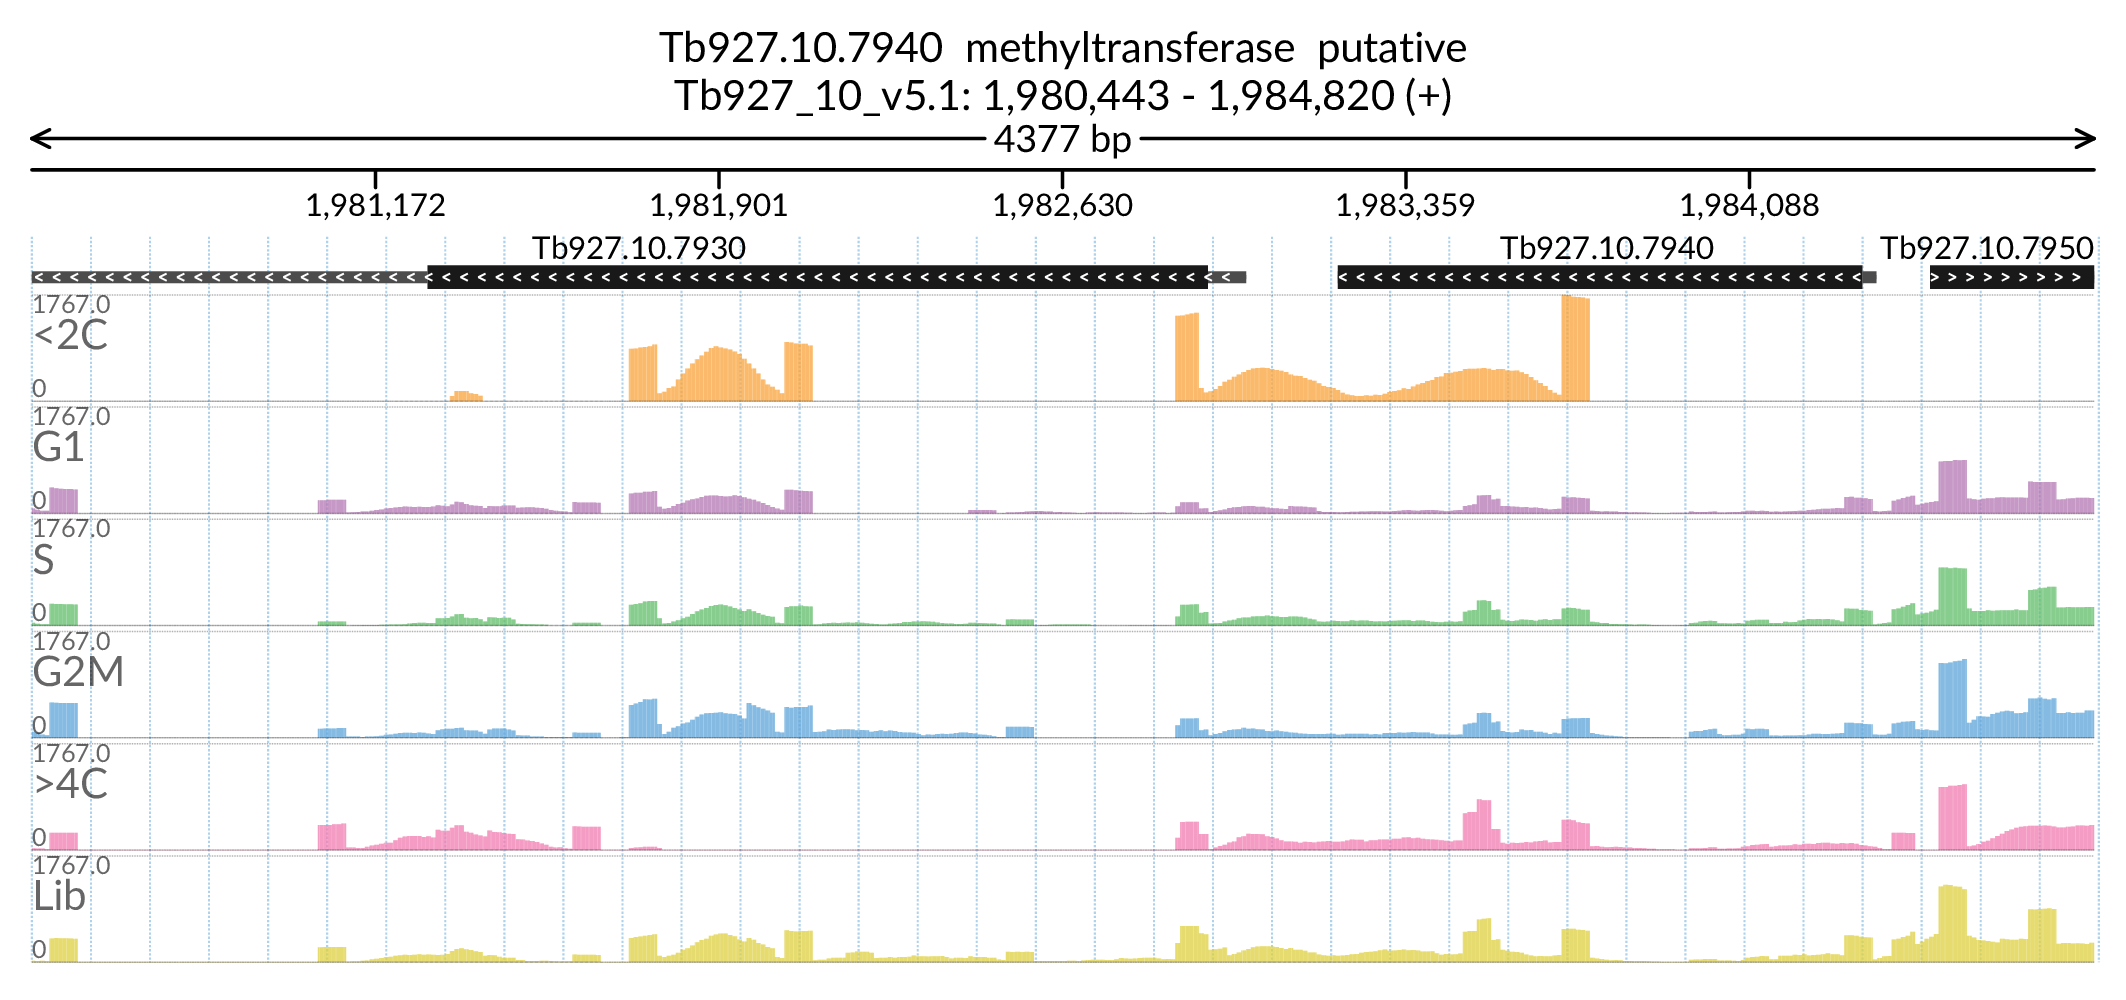 Tb927.10.7940 methyltransferase putative
Tb927_10_v5.1: 1,980,443 - 1,984,820 (+)
4377 bp
1,981,172 1,981,901 1,982,630 1,983,359 1,984,088
Tb927.10.7930 Tb927.10.7940 Tb927.10.7950
1767.0
<2C
0
1767.0
G1
0
1767.0
S
0
1767.0
G2M
0
1767.0
>4C
0
1767.0
Lib
0